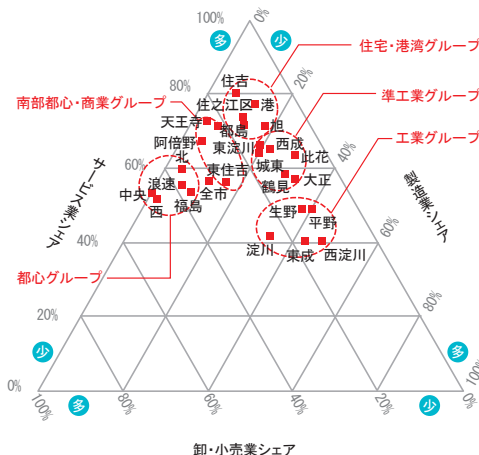 100%
0%
多
少
住宅・港湾グループ
住吉
80%
20%
住之江区
港
準工業グループ
南部都心・商業グループ
天王寺
都島
旭
工業グループ
阿倍野
東淀川
西成
此花
北
60%
40%
サービス業シェア
東住吉
城東
製造業シェア
浪速
鶴見
大正
中央
全市
西
福島
生野
平野
40%
60%
淀川
東成
西淀川
都心グループ
20%
80%
少
多
0%
100%
多
100%
80%
60%
40%
20%
少
0%
卸・小売業シェア